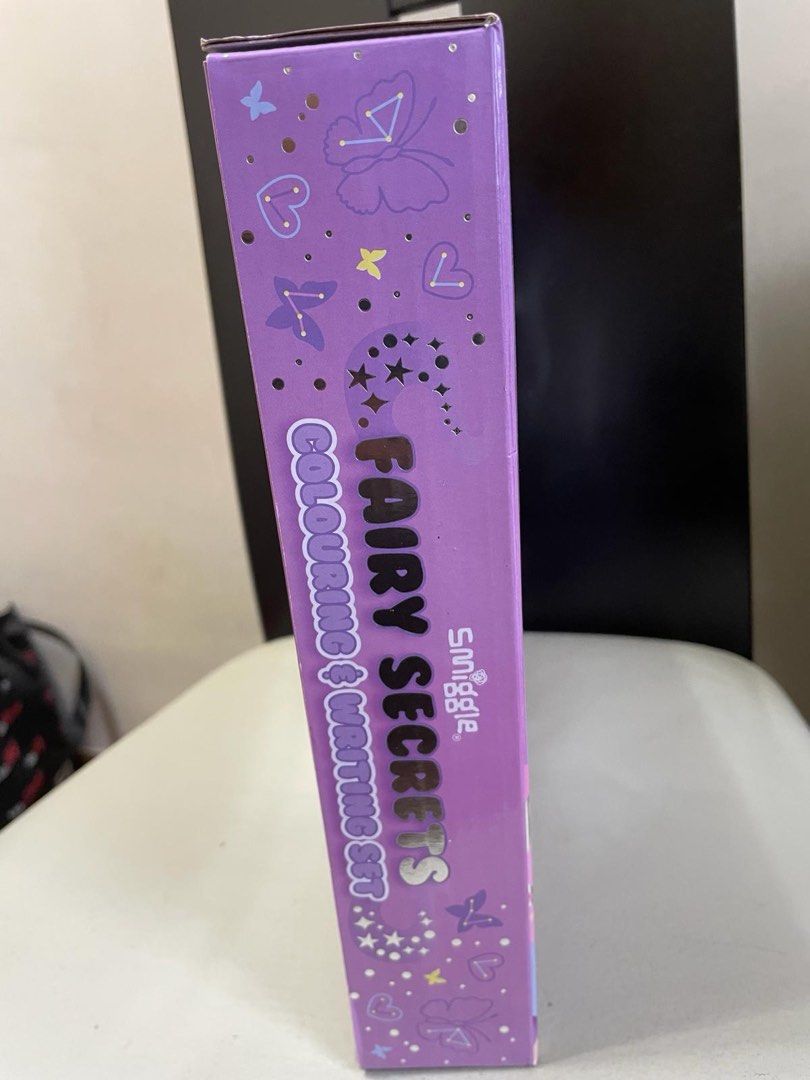 smiggle®
FAIRY SECRETS
COLOURING & WRITING SET